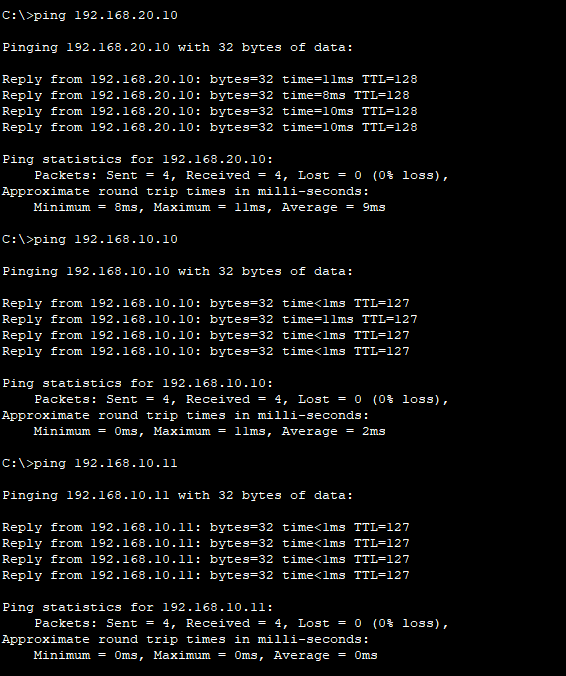 C:\>ping 192.168.20.10
Pinging 192.168.20.10 with 32 bytes of data:
Reply from 192.168.20.10: bytes=32 time=11ms TTL=128
Reply from 192.168.20.10: bytes=32 time=8ms TTL=128
Reply from 192.168.20.10: bytes=32 time=10ms TTL=128
Reply from 192.168.20.10: bytes=32 time=10ms TTL=128
Ping statistics for 192.168.20.10:
    Packets: Sent = 4, Received = 4, Lost = 0 (0% loss),
Approximate round trip times in milli-seconds:
    Minimum = 8ms, Maximum = 11ms, Average = 9ms
C:\>ping 192.168.10.10
Pinging 192.168.10.10 with 32 bytes of data:
Reply from 192.168.10.10: bytes=32 time<1ms TTL=127
Reply from 192.168.10.10: bytes=32 time=11ms TTL=127
Reply from 192.168.10.10: bytes=32 time<1ms TTL=127
Reply from 192.168.10.10: bytes=32 time<1ms TTL=127
Ping statistics for 192.168.10.10:
    Packets: Sent = 4, Received = 4, Lost = 0 (0% loss),
Approximate round trip times in milli-seconds:
    Minimum = 0ms, Maximum = 11ms, Average = 2ms
C:\>ping 192.168.10.11
Pinging 192.168.10.11 with 32 bytes of data:
Reply from 192.168.10.11: bytes=32 time<1ms TTL=127
Reply from 192.168.10.11: bytes=32 time<1ms TTL=127
Reply from 192.168.10.11: bytes=32 time<1ms TTL=127
Reply from 192.168.10.11: bytes=32 time<1ms TTL=127
Ping statistics for 192.168.10.11:
    Packets: Sent = 4, Received = 4, Lost = 0 (0% loss),
Approximate round trip times in milli-seconds:
    Minimum = 0ms, Maximum = 0ms, Average = 0ms